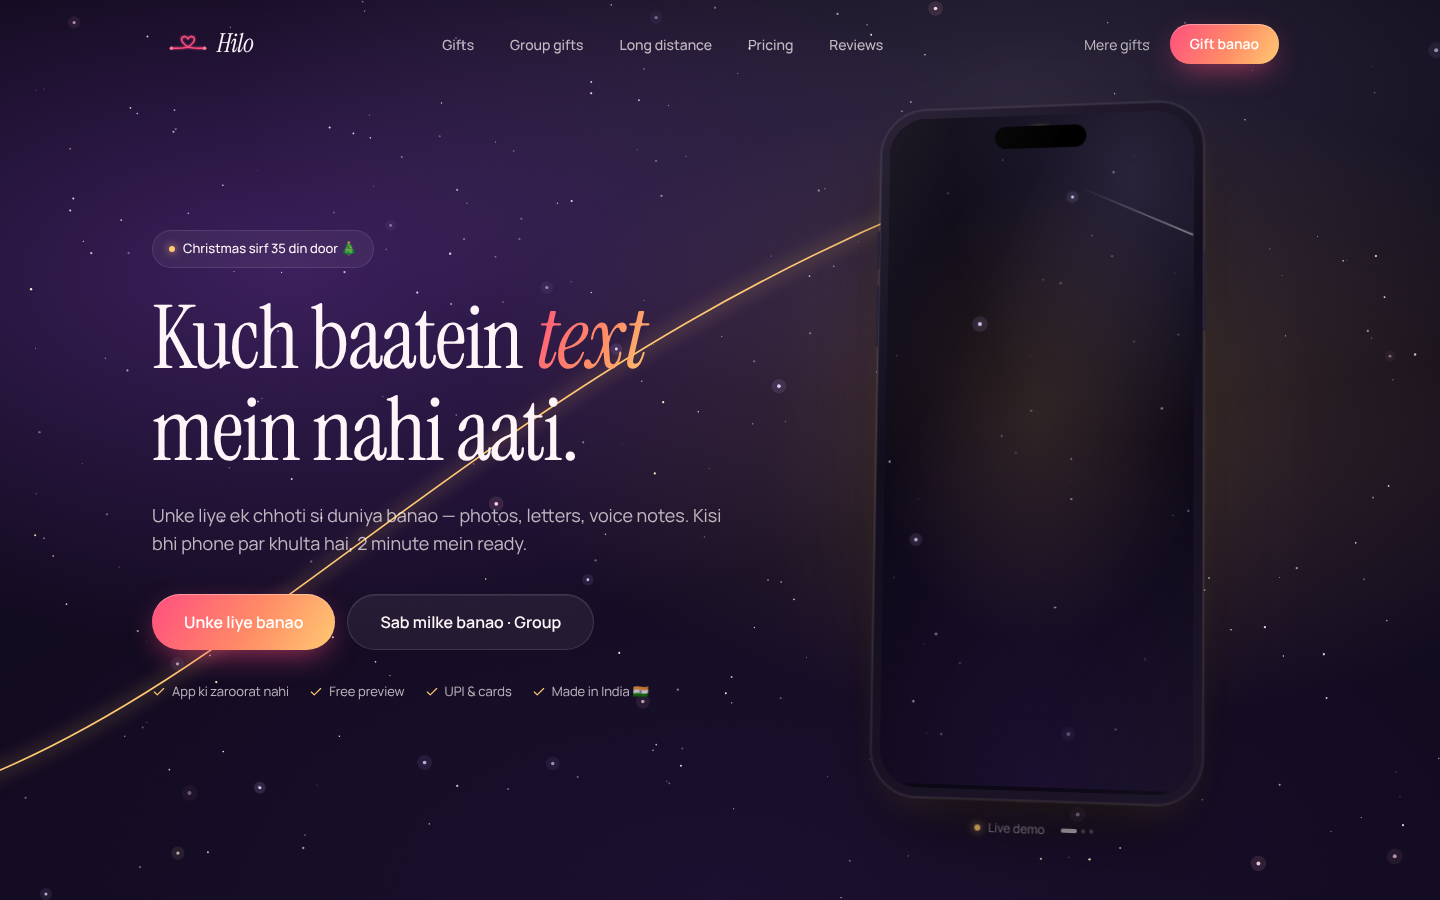 Hilo
Gifts
Group gifts
Long distance
Pricing
Reviews
Mere gifts
Gift banao
Christmas sirf 35 din door 🎄
Kuch baatein text
mein nahi aati.
Unke liye ek chhoti si duniya banao — photos, letters, voice notes. Kisi
bhi phone par khulta hai. 2 minute mein ready.
Unke liye banao
Sab milke banao · Group
App ki zaroorat nahi
Free preview
UPI & cards
Made in India 🇮🇳
Live demo